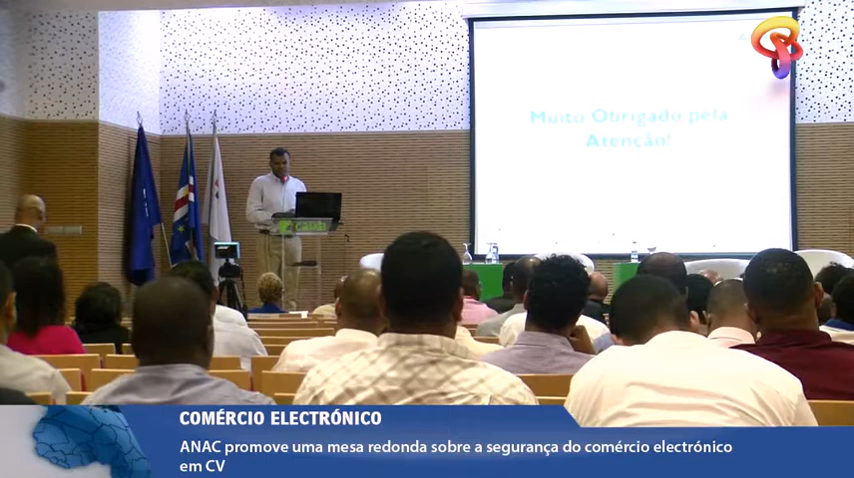 Muito Obrigado pela
Atenção!
COMÉRCIO ELECTRÓNICO
ANAC promove uma mesa redonda sobre a segurança do comércio electrónico
em CV